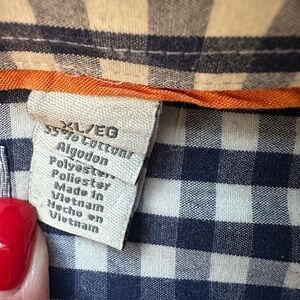 XL/EG
55% Cotton/
Algodon
Polyester/
Poliester
Made in
Vietnam
Hecho en
Vietnam